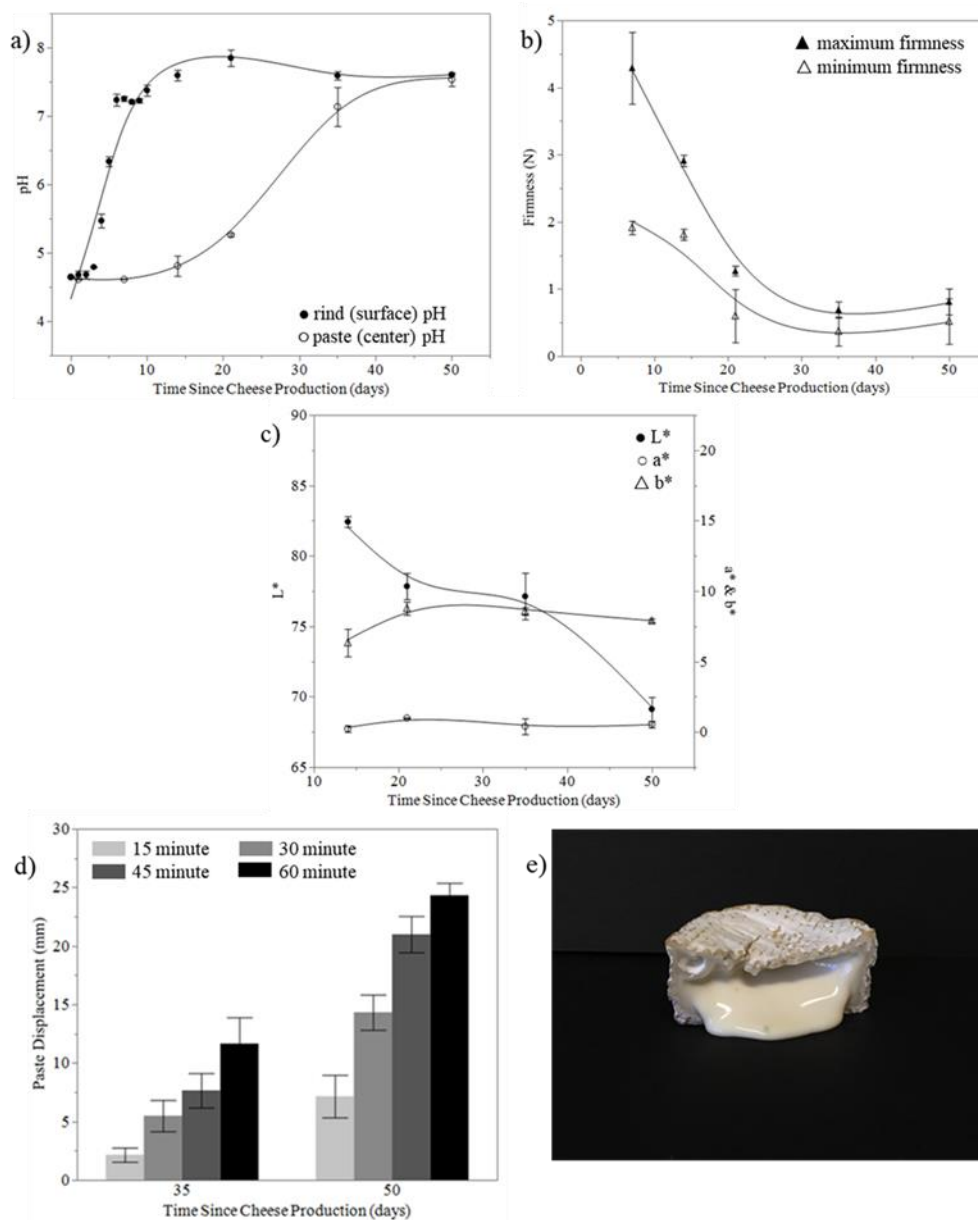 a)
8
7
6
5
4
pH
● rind (surface) pH
○ paste (center) pH
0 10 20 30 40 50
Time Since Cheese Production (days)
b)
5
4
3
2
1
0
Firmness (N)
▲ maximum firmness
△ minimum firmness
0 10 20 30 40 50
Time Since Cheese Production (days)
c)
90
85
80
75
70
65
L*
● L*
○ a*
△ b*
20
15
10
5
0
a* & b*
10 20 30 40 50
Time Since Cheese Production (days)
d)
30
25
20
15
10
5
0
Paste Displacement (mm)
15 minute 30 minute
45 minute 60 minute
35 50
Time Since Cheese Production (days)
e)